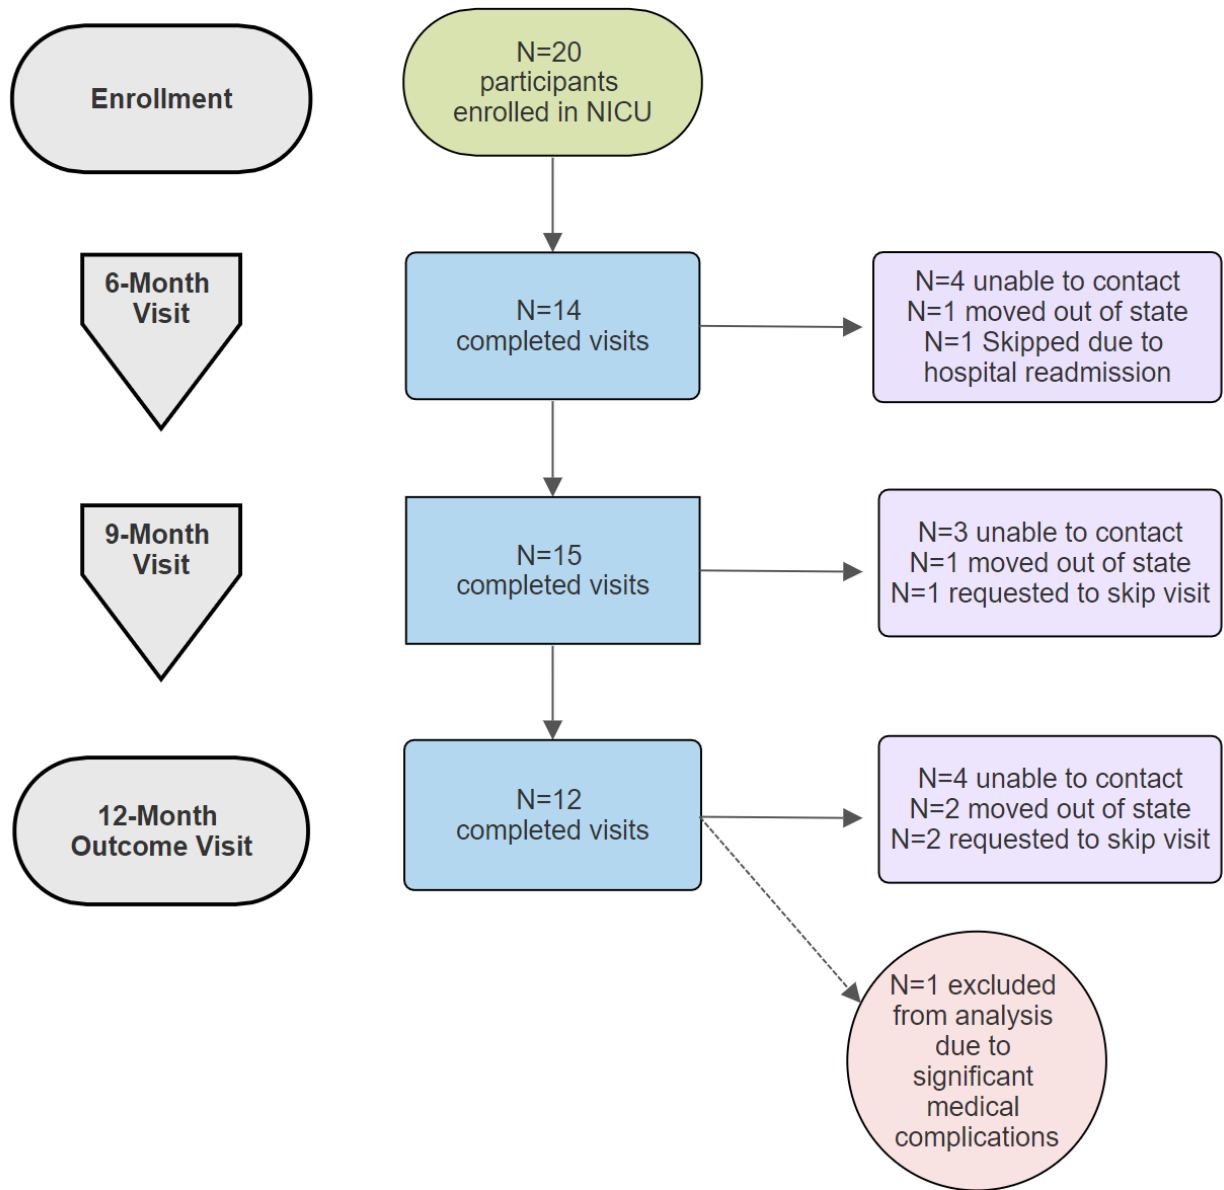 Enrollment
N=20
participants
enrolled in NICU
6-Month
Visit
N=14
completed visits
N=4 unable to contact
N=1 moved out of state
N=1 Skipped due to
hospital readmission
9-Month
Visit
N=15
completed visits
N=3 unable to contact
N=1 moved out of state
N=1 requested to skip visit
12-Month
Outcome Visit
N=12
completed visits
N=4 unable to contact
N=2 moved out of state
N=2 requested to skip visit
N=1 excluded
from analysis
due to
significant
medical
complications